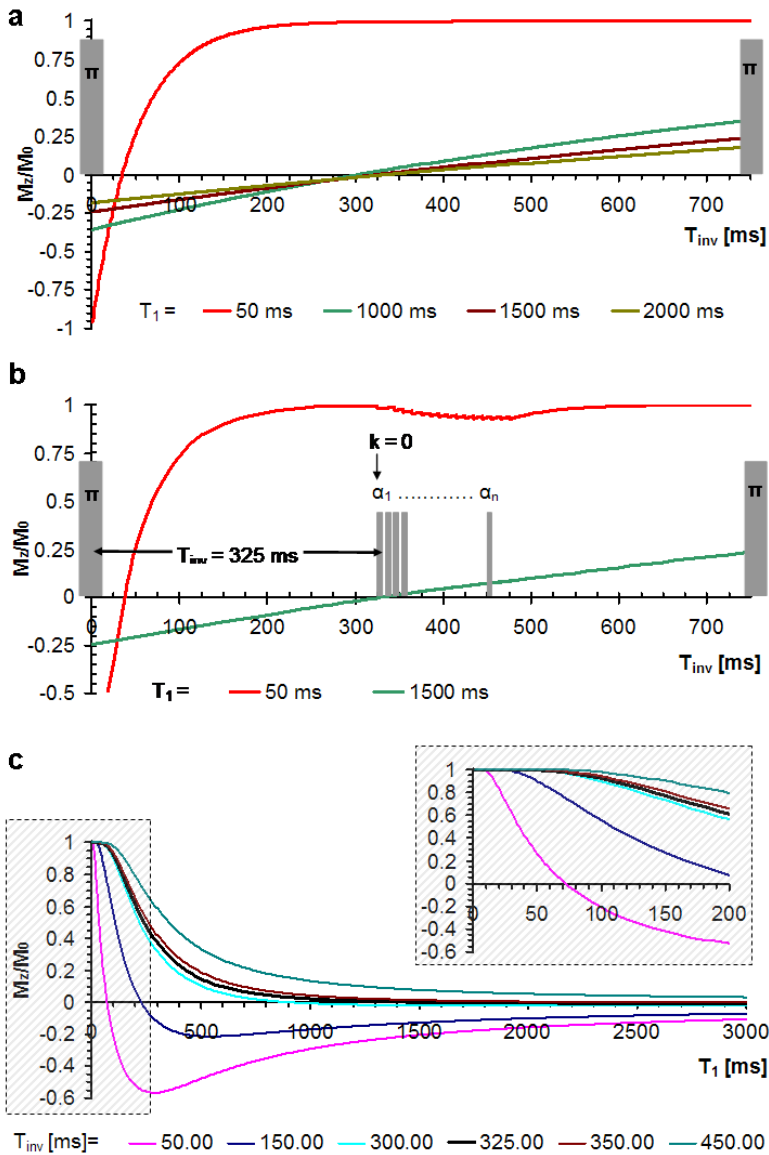 a
1
0.75
0.5
0.25
0
-0.25
-0.5
-0.75
-1
Mz/M0
π
π
0 100 200 300 400 500 600 700
Tinv [ms]
T1 = 50 ms 1000 ms 1500 ms 2000 ms
b
1
0.75
0.5
0.25
0
-0.25
-0.5
Mz/M0
π
π
k = 0
α1 ............ αn
Tinv = 325 ms
0 100 200 300 400 500 600 700
Tinv [ms]
T1 = 50 ms 1500 ms
c
1
0.8
0.6
0.4
0.2
0
-0.2
-0.4
-0.6
Mz/M0
0 500 1000 1500 2000 2500 3000
T1 [ms]
1
0.8
0.6
0.4
0.2
0
-0.2
-0.4
-0.6
0 50 100 150 200
Tinv [ms]= 50.00 150.00 300.00 325.00 350.00 450.00